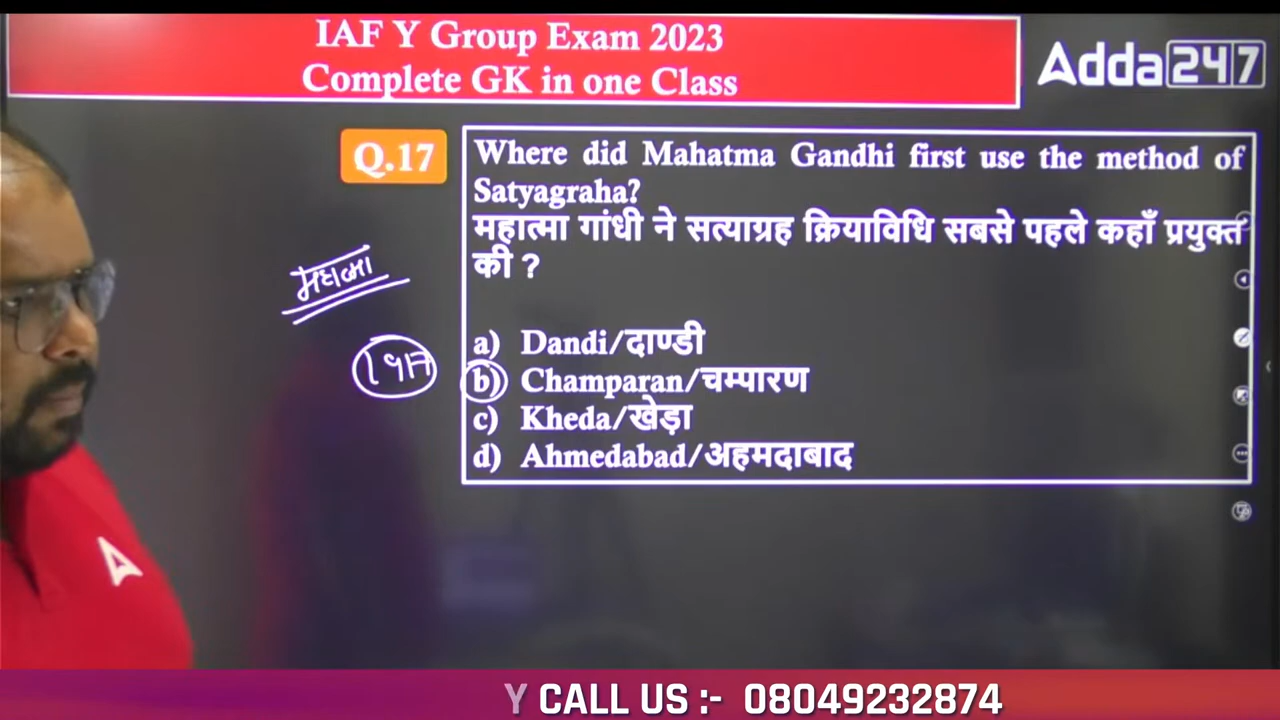 IAF Y Group Exam 2023
Complete GK in one Class
Adda247
Q.17
Where did Mahatma Gandhi first use the method of
Satyagraha?
महात्मा गांधी ने सत्याग्रह क्रियाविधि सबसे पहले कहाँ प्रयुक्त
की ?
1917
a) Dandi/दाण्डी
b) Champaran/चम्पारण
c) Kheda/खेड़ा
d) Ahmedabad/अहमदाबाद
Y CALL US :- 08049232874